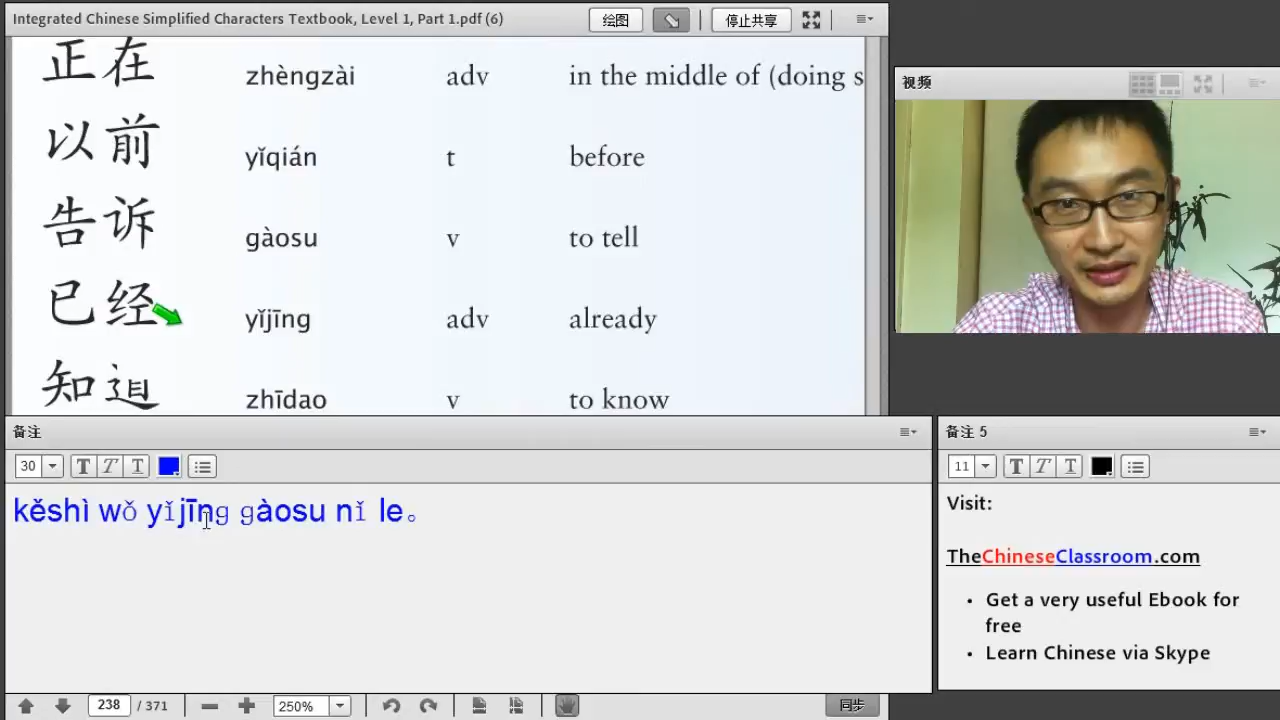 Integrated Chinese Simplified Characters Textbook, Level 1, Part 1.pdf (6)
绘图
停止共享
正在 zhèngzài adv in the middle of (doing s
以前 yǐqián t before
告诉 gàosu v to tell
已经 yǐjīng adv already
知道 zhīdao v to know
视频
备注
30 T T T
kěshì wǒ yǐjīng gàosu nǐ le。
238 / 371 250% 同步
备注 5
11 T T T
Visit:
TheChineseClassroom.com
• Get a very useful Ebook for
free
• Learn Chinese via Skype